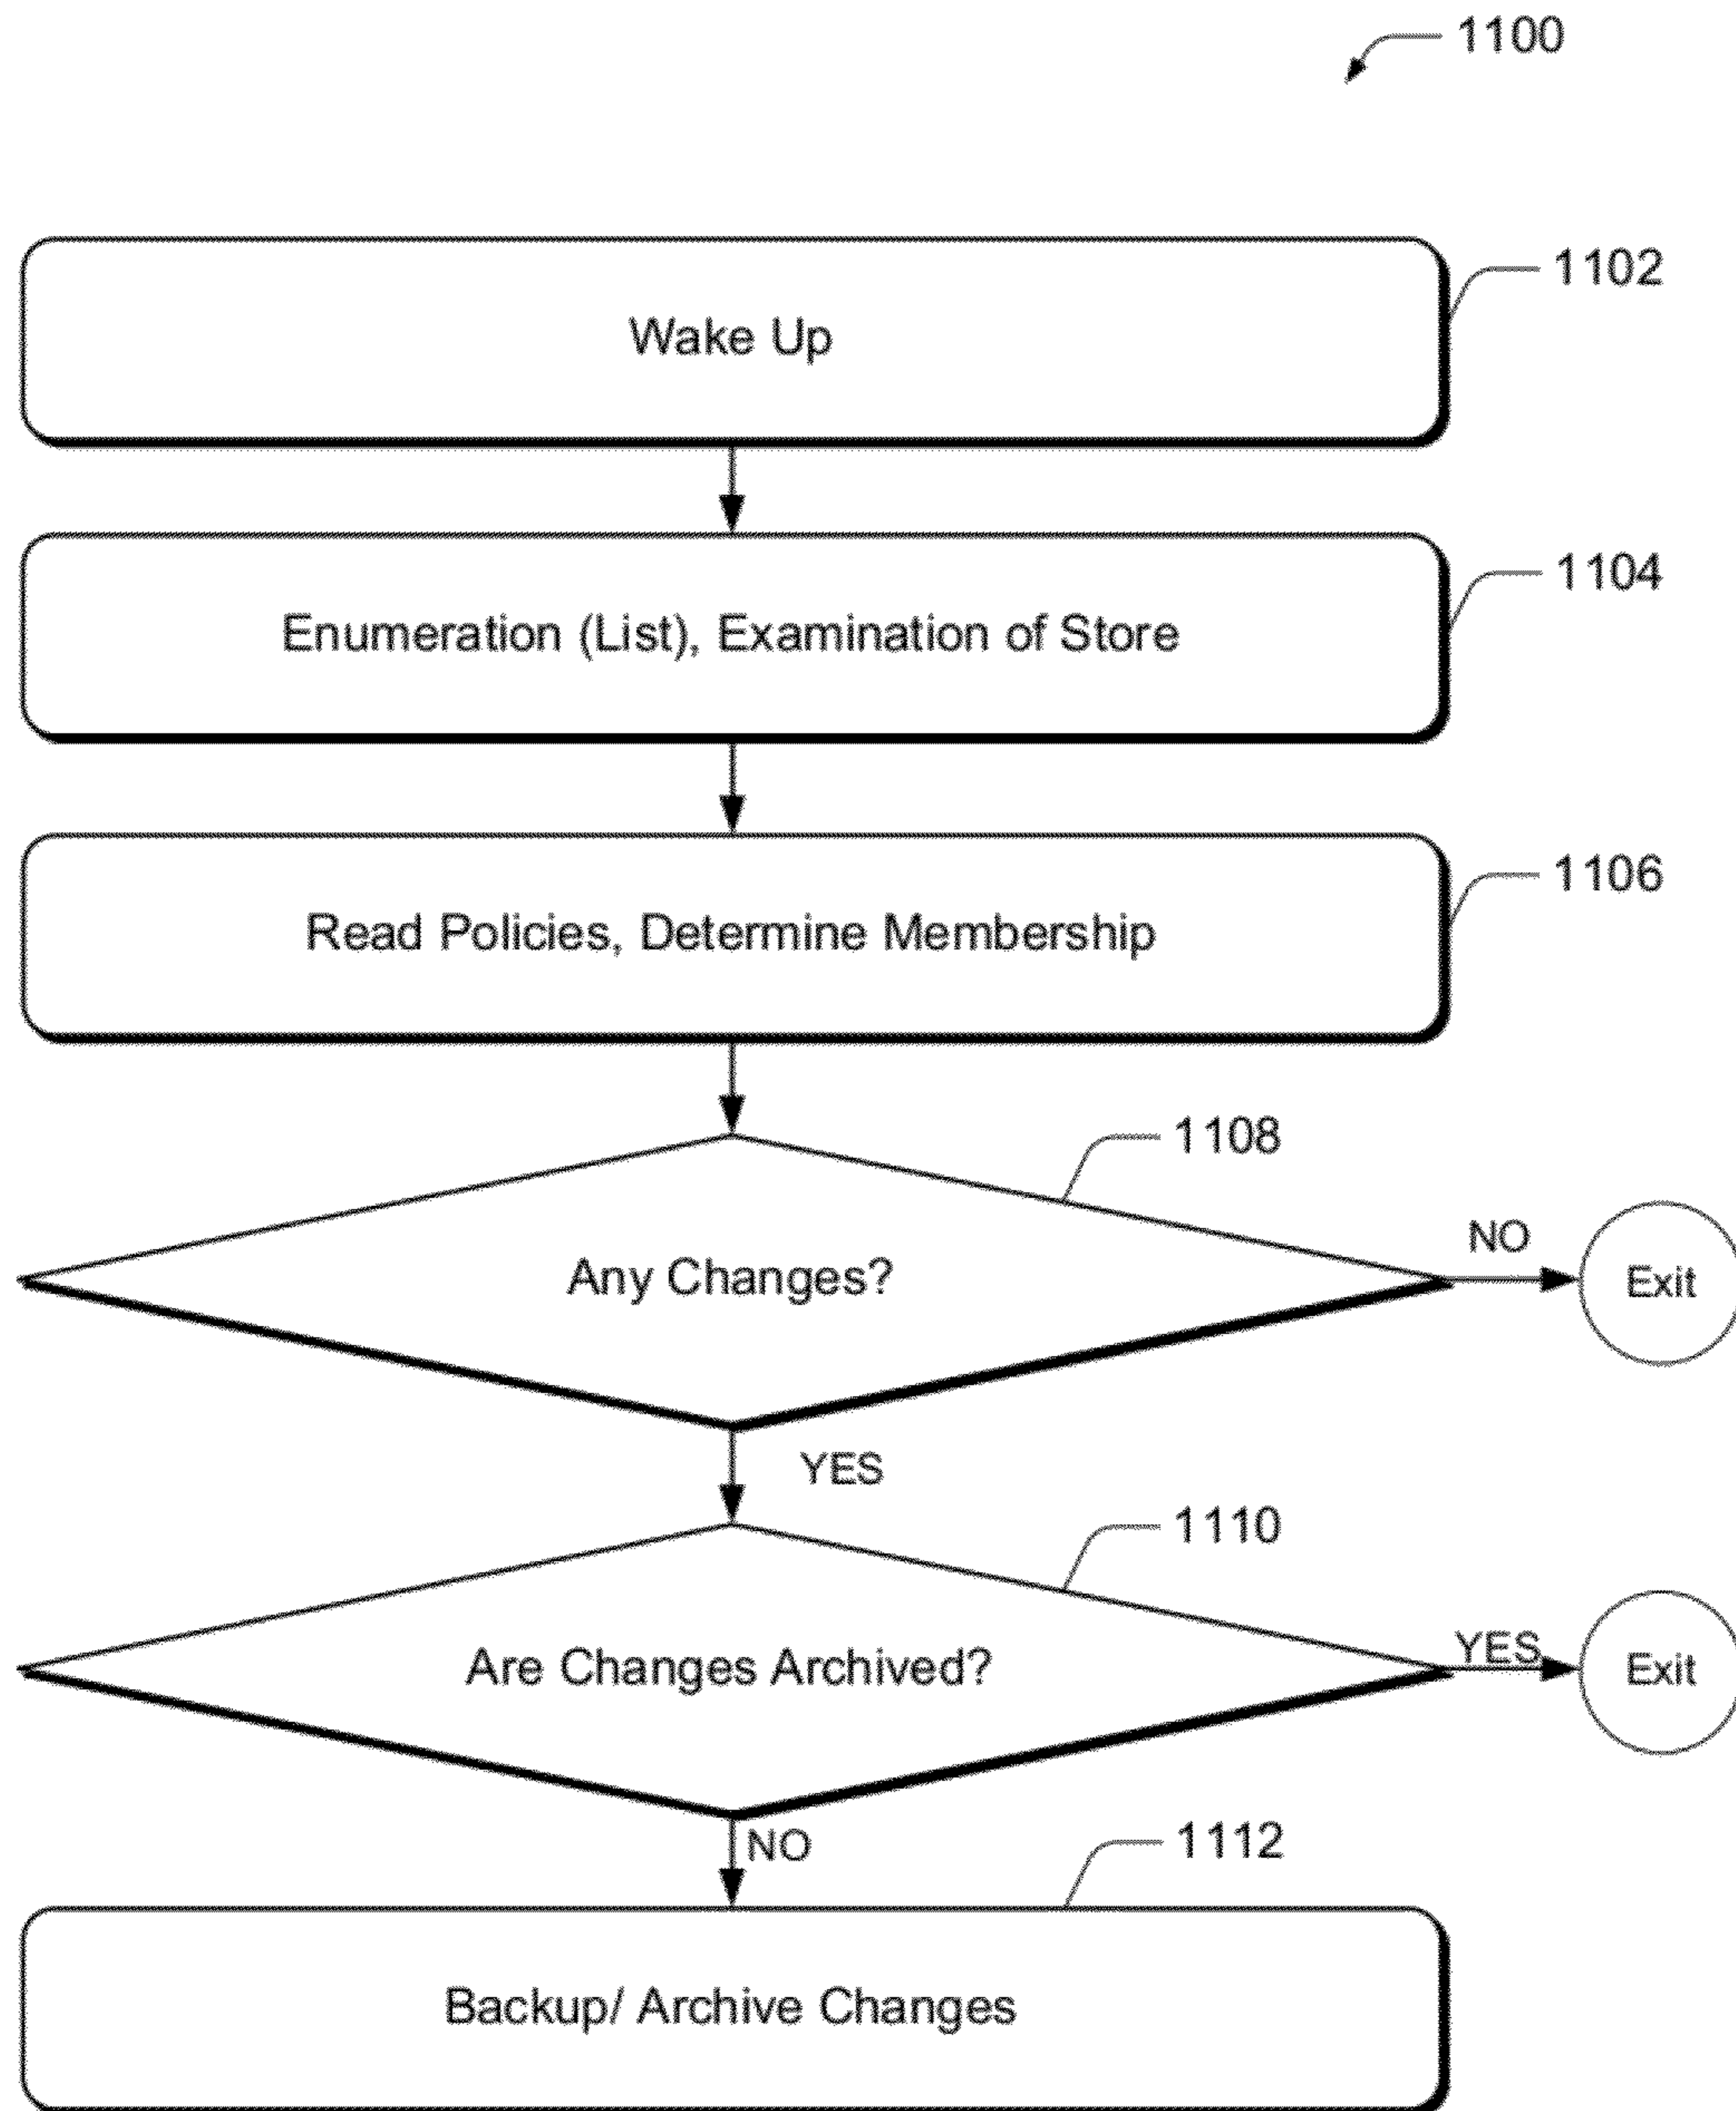 1100
Wake Up
1102
Enumeration (List), Examination of Store
1104
Read Policies, Determine Membership
1106
1108
Any Changes?
NO
Exit
YES
1110
Are Changes Archived?
YES
Exit
NO
1112
Backup/ Archive Changes